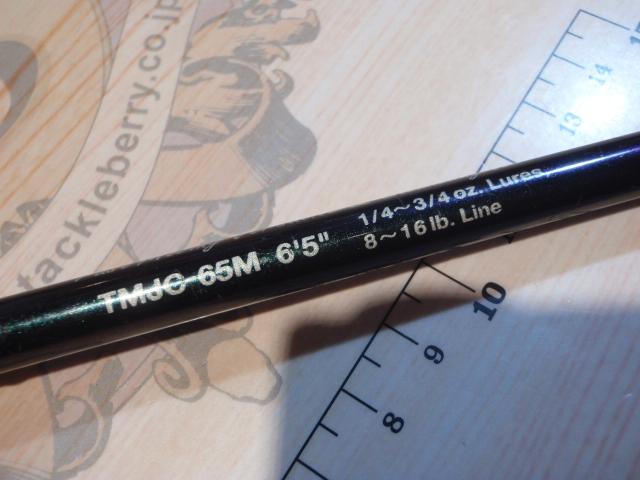 tackleberry.co.jp
TMJC 65M 6'5"
1/4~3/4 oz. Lures
8~16 lb. Line
15
14
13
10
9
8